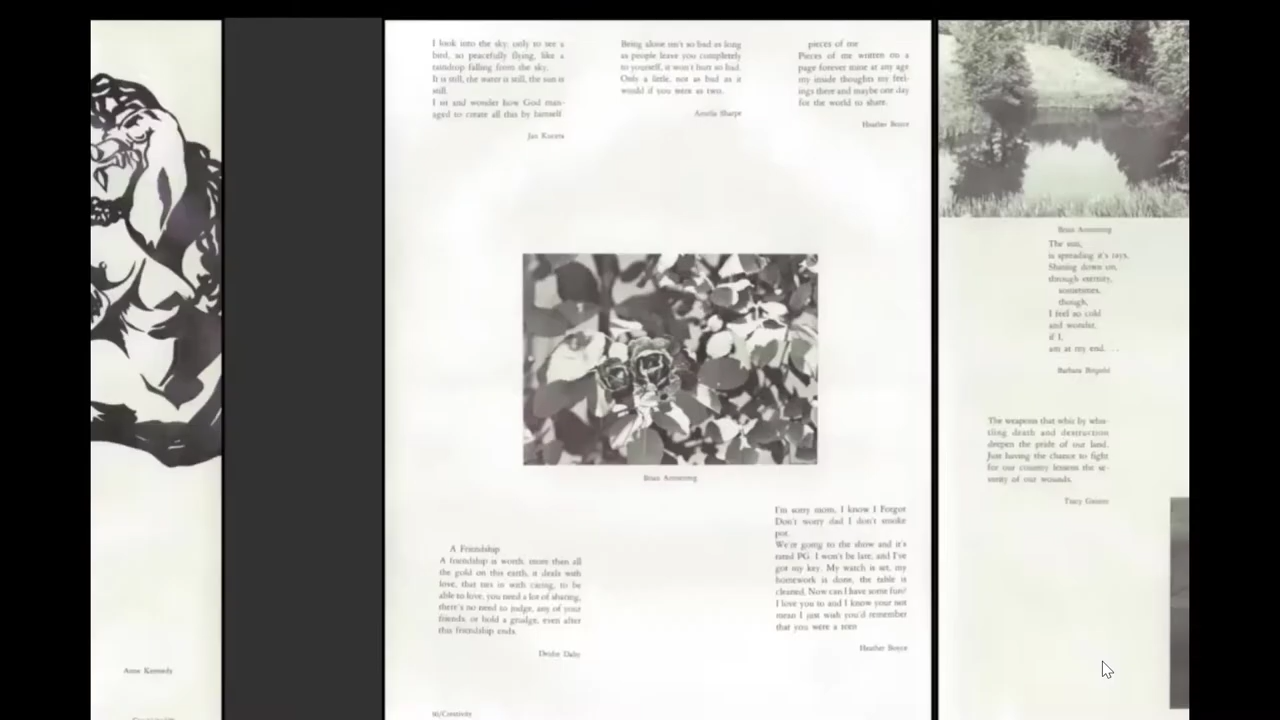 I look into the sky, only to see a
bird, so peacefully flying, like a
raindrop falling from the sky.
It is still, the water is still, the sun is
still.
I sit and wonder how God man-
aged to create all this by himself
Jan Kucera
Being alone isn't so bad as long
as people leave you completely
to yourself, it won't hurt so bad.
Only a little, not as bad as it
would if you were as two.
Amelia Sharpe
pieces of me
Pieces of me written on a
page forever mine at any age
my inside thoughts my feel-
ings there and maybe one day
for the world to share.
Heather Boyce
Brian Armstrong
A Friendship
A friendship is worth, more then all
the gold on this earth, it deals with
love, that ties in with caring, to be
able to love, you need a lot of sharing,
there's no need to judge, any of your
friends, or hold a grudge, even after
this friendship ends.
Deidre Daley
I'm sorry mom, I know I Forgot
Don't worry dad I don't smoke
pot.
We're going to the show and it's
rated PG. I won't be late, and I've
got my key. My watch is set, my
homework is done, the table is
cleaned. Now can I have some fun?
I love you to and I know your not
mean I just wish you'd remember
that you were a teen
Heather Boyce
/Creativity
Brian Armstrong
The sun,
is spreading it's rays,
Shining down on,
through eternity,
sometimes,
though,
I feel so cold
and wonder,
if I,
am at my end. . .
Barbara
The weapons that whiz by whis-
tling death and destruction
deepen the pride of our land.
Just having the chance to fight
for our country lessens the se-
verity of our wounds.
Tracy
Anne Kennedy